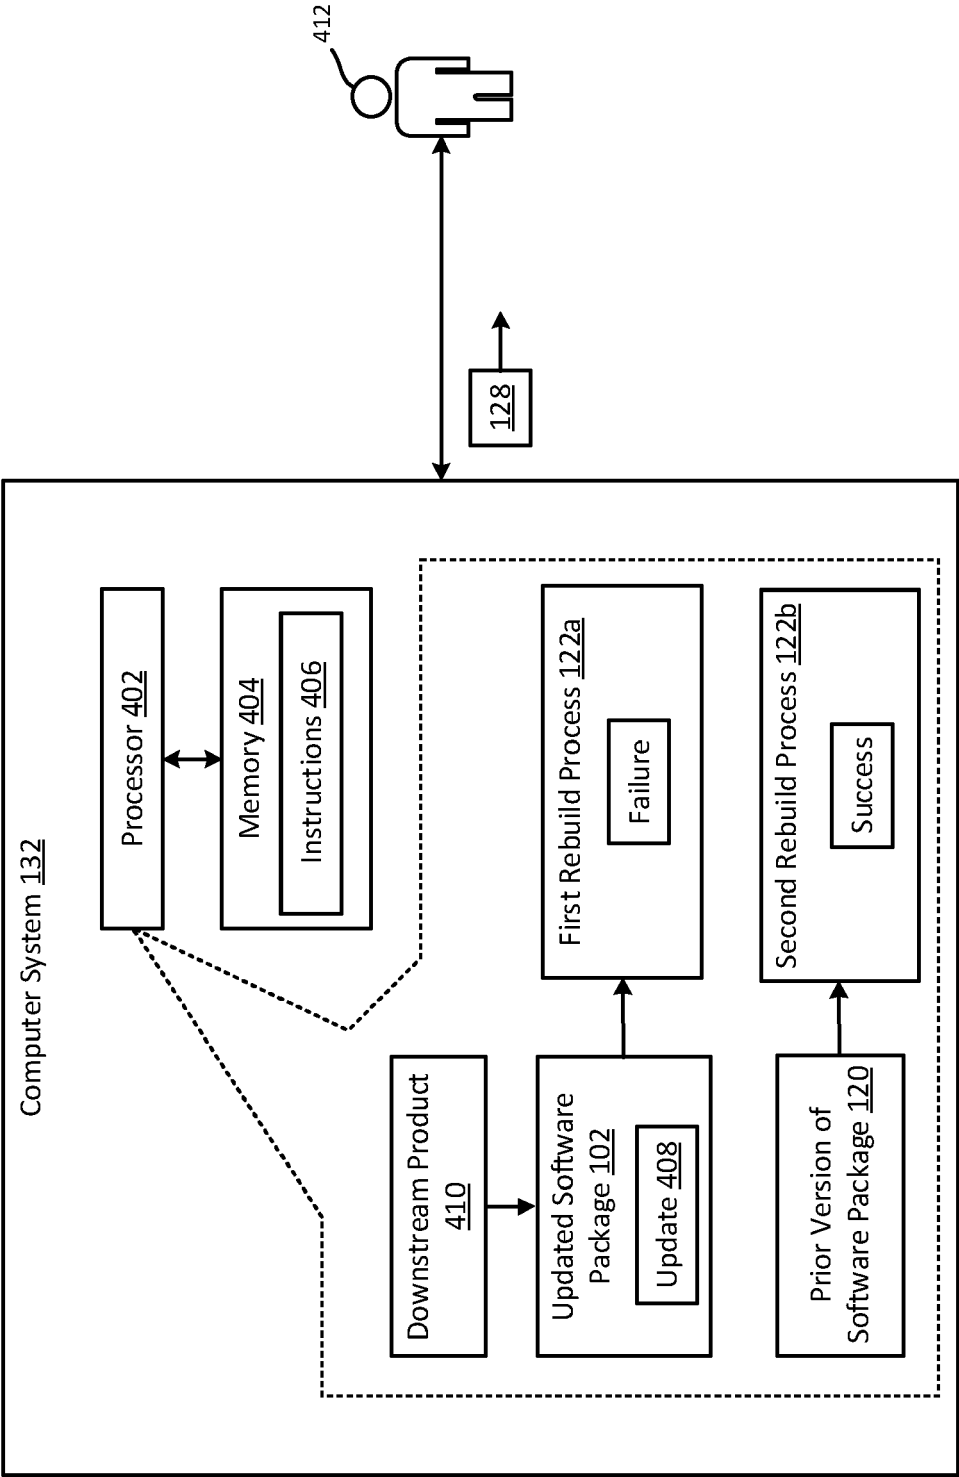 Computer System 132
Processor 402
Memory 404
Instructions 406
Downstream Product
410
Updated Software
Package 102
Update 408
First Rebuild Process 122a
Failure
Prior Version of
Software Package 120
Second Rebuild Process 122b
Success
128
412